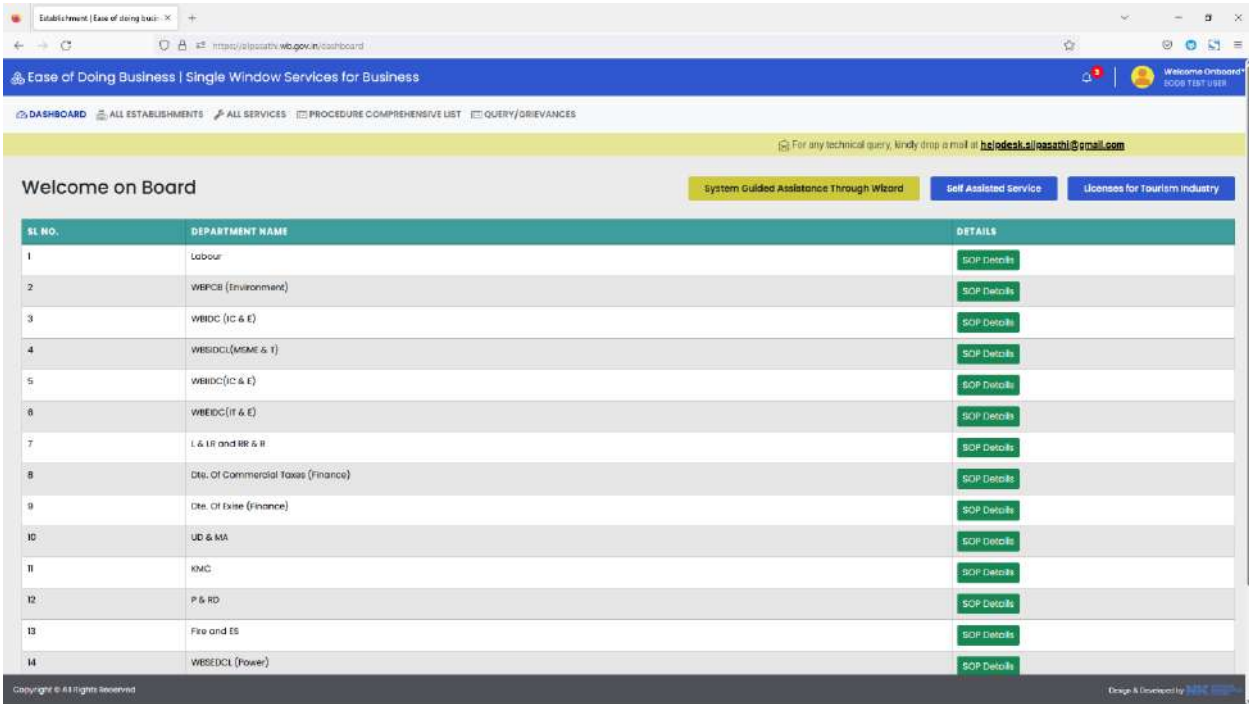 Establishment | Ease of doing busin
https://silpasathi.wb.gov.in/dashboard
Ease of Doing Business | Single Window Services for Business
3
Welcome Onboard*
EODB TEST USER
DASHBOARD ALL ESTABLISHMENTS ALL SERVICES PROCEDURE COMPREHENSIVE LIST QUERY/GRIEVANCES
For any technical query, kindly drop a mail at helpdesk.silpasathi@gmail.com
Welcome on Board
System Guided Assistance Through Wizard
Self Assisted Service
Licenses for Tourism Industry
SL NO. DEPARTMENT NAME DETAILS
1 Labour SOP Details
2 WBPCB (Environment) SOP Details
3 WBIDC (IC & E) SOP Details
4 WBSIDCL(MSME & T) SOP Details
5 WBIIDC(IC & E) SOP Details
6 WBEIDC(IT & E) SOP Details
7 L & LR and RR & R SOP Details
8 Dte. Of Commercial Taxes (Finance) SOP Details
9 Dte. Of Exise (Finance) SOP Details
10 UD & MA SOP Details
11 KMC SOP Details
12 P & RD SOP Details
13 Fire and ES SOP Details
14 WBSEDCL (Power) SOP Details
Copyright © All Rights Reserved
Design & Developed by NIC